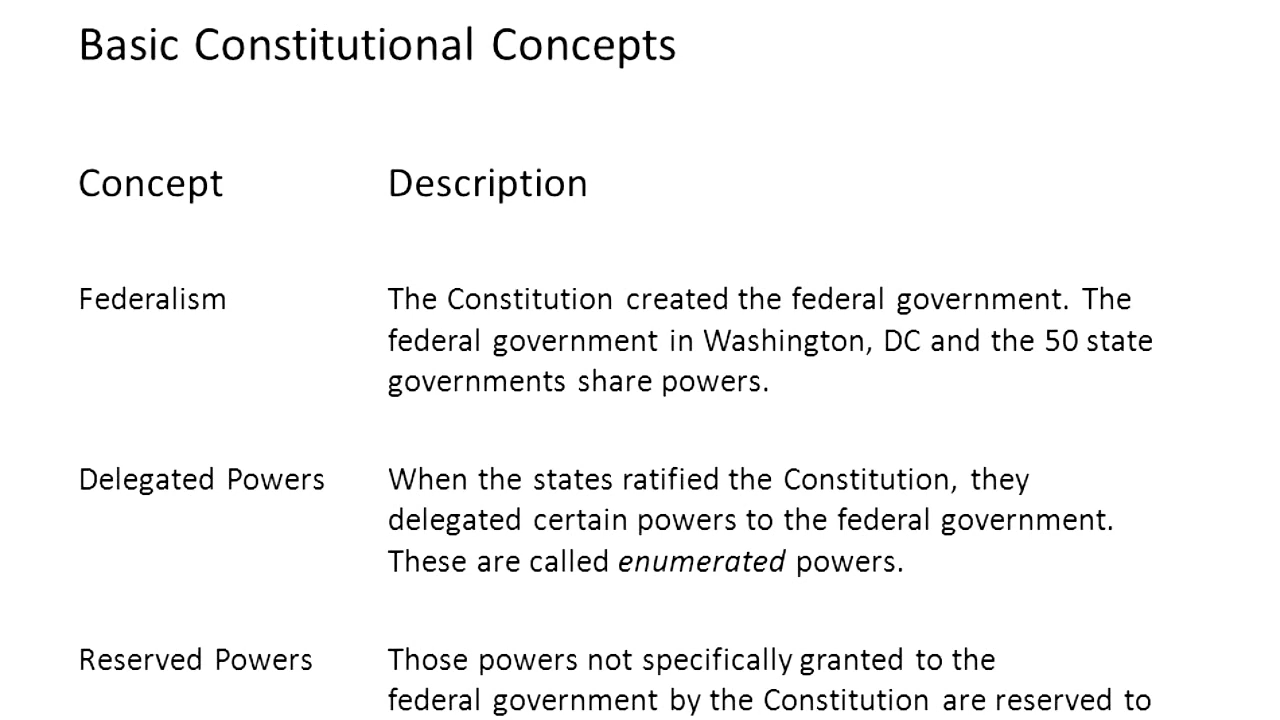 Basic Constitutional Concepts
Concept Description
Federalism The Constitution created the federal government. The
federal government in Washington, DC and the 50 state
governments share powers.
Delegated Powers When the states ratified the Constitution, they
delegated certain powers to the federal government.
These are called enumerated powers.
Reserved Powers Those powers not specifically granted to the
federal government by the Constitution are reserved to